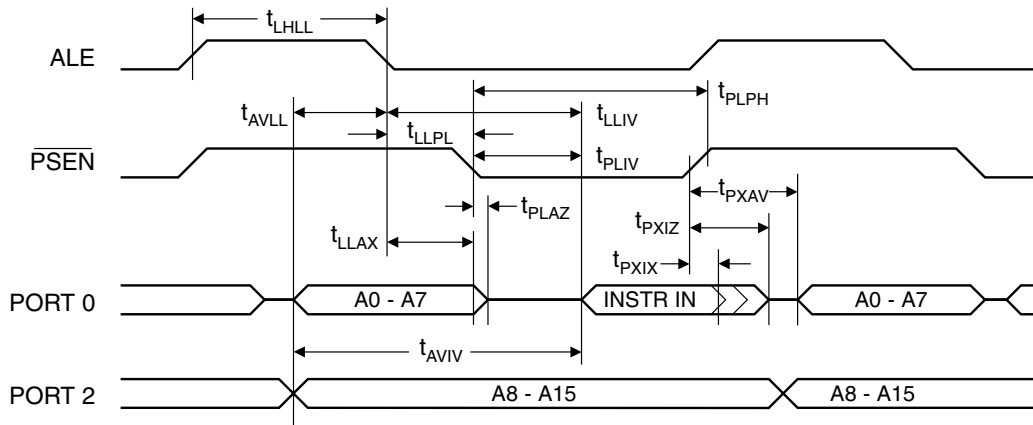 tLHLL
ALE
tPLPH
tAVLL
tLLIV
tLLPL
PSEN
tPLIV
tPXAV
tPLAZ
tLLAX
tPXIZ
tPXIX
PORT 0
A0 - A7
INSTR IN
A0 - A7
tAVIV
PORT 2
A8 - A15
A8 - A15